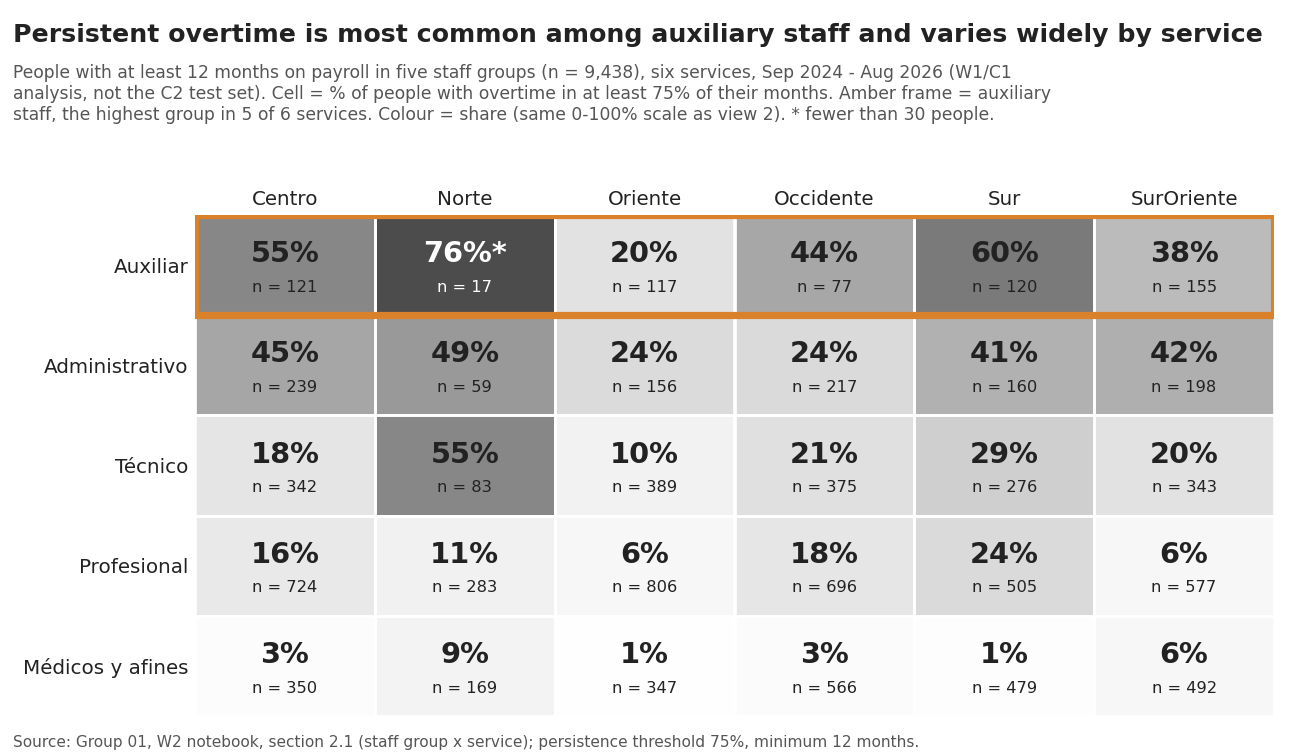 Persistent overtime is most common among auxiliary staff and varies widely by service
People with at least 12 months on payroll in five staff groups (n = 9,438), six services, Sep 2024 - Aug 2026 (W1/C1
analysis, not the C2 test set). Cell = % of people with overtime in at least 75% of their months. Amber frame = auxiliary
staff, the highest group in 5 of 6 services. Colour = share (same 0-100% scale as view 2). * fewer than 30 people.
Centro Norte Oriente Occidente Sur SurOriente
Auxiliar
55% 76%* 20% 44% 60% 38%
n = 121 n = 17 n = 117 n = 77 n = 120 n = 155
Administrativo
45% 49% 24% 24% 41% 42%
n = 239 n = 59 n = 156 n = 217 n = 160 n = 198
Técnico
18% 55% 10% 21% 29% 20%
n = 342 n = 83 n = 389 n = 375 n = 276 n = 343
Profesional
16% 11% 6% 18% 24% 6%
n = 724 n = 283 n = 806 n = 696 n = 505 n = 577
Médicos y afines
3% 9% 1% 3% 1% 6%
n = 350 n = 169 n = 347 n = 566 n = 479 n = 492
Source: Group 01, W2 notebook, section 2.1 (staff group x service); persistence threshold 75%, minimum 12 months.